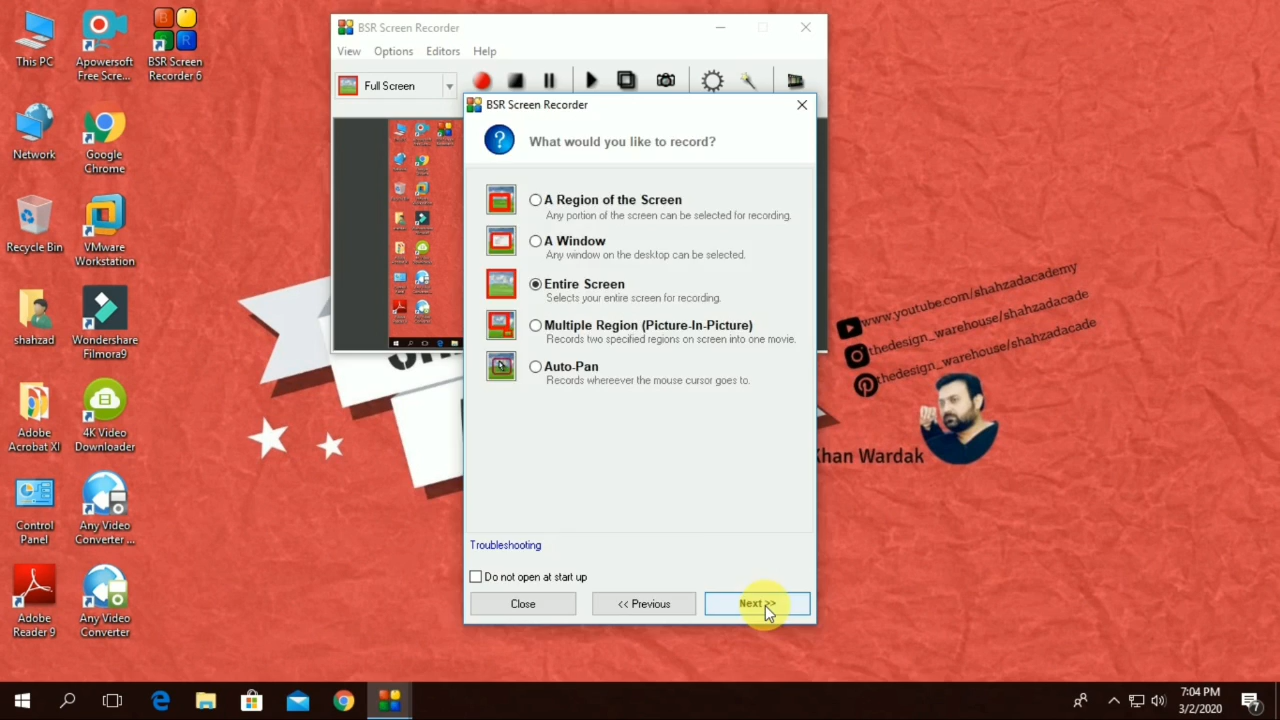 This PC
Apowersoft
Free Scre...
BSR Screen
Recorder 6
Network
Google
Chrome
Recycle Bin
VMware
Workstation
shahzad
Wondershare
Filmora9
Adobe
Acrobat XI
4K Video
Downloader
Control
Panel
Any Video
Converter ...
Adobe
Reader 9
Any Video
Converter
BSR Screen Recorder
View Options Editors Help
Full Screen
BSR Screen Recorder
What would you like to record?
A Region of the Screen
Any portion of the screen can be selected for recording.
A Window
Any window on the desktop can be selected.
Entire Screen
Selects your entire screen for recording.
Multiple Region (Picture-In-Picture)
Records two specified regions on screen into one movie.
Auto-Pan
Records whereever the mouse cursor goes to.
Troubleshooting
Do not open at start up
Close
<< Previous
Next >>
www.youtube.com/shahzadacademy
thedesign_warehouse/shahzadacade
thedesign_warehouse/shahzadacade
Khan Wardak
7:04 PM
3/2/2020
7